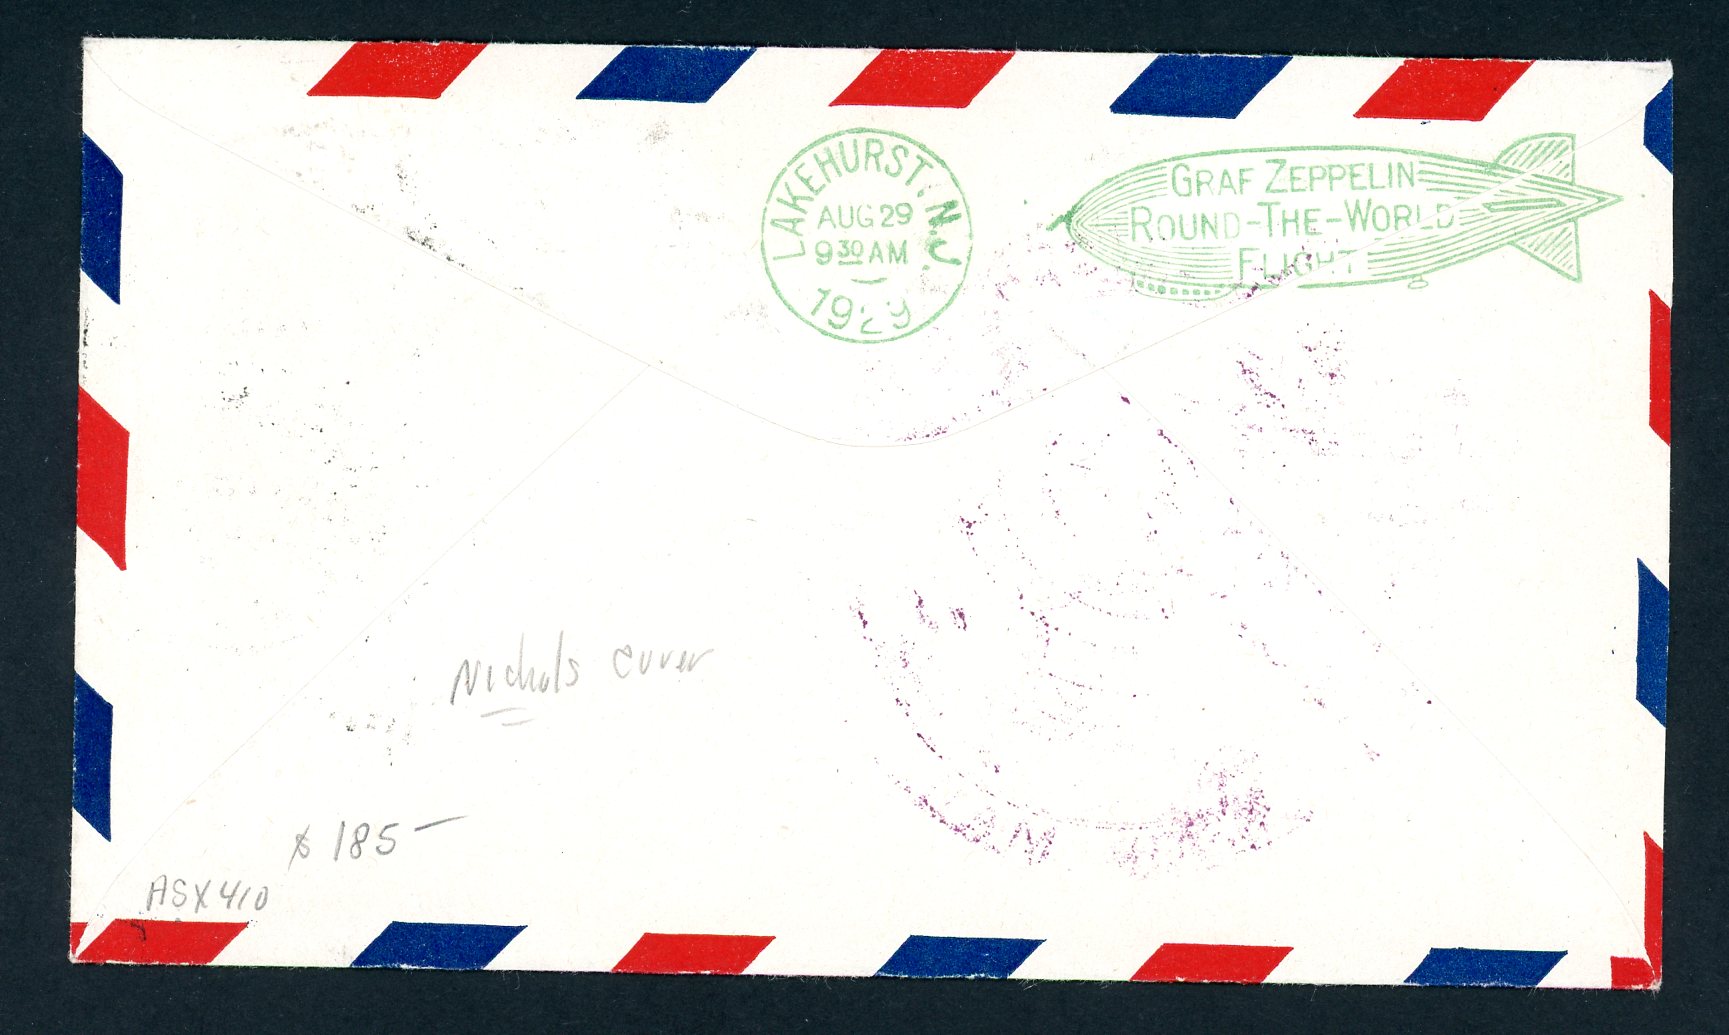 LAKEHURST, N.J.
AUG 29
9 30 AM
1929
GRAF ZEPPELIN
ROUND-THE-WORLD
FLIGHT
Nichols cover
$ 185-
ASX410